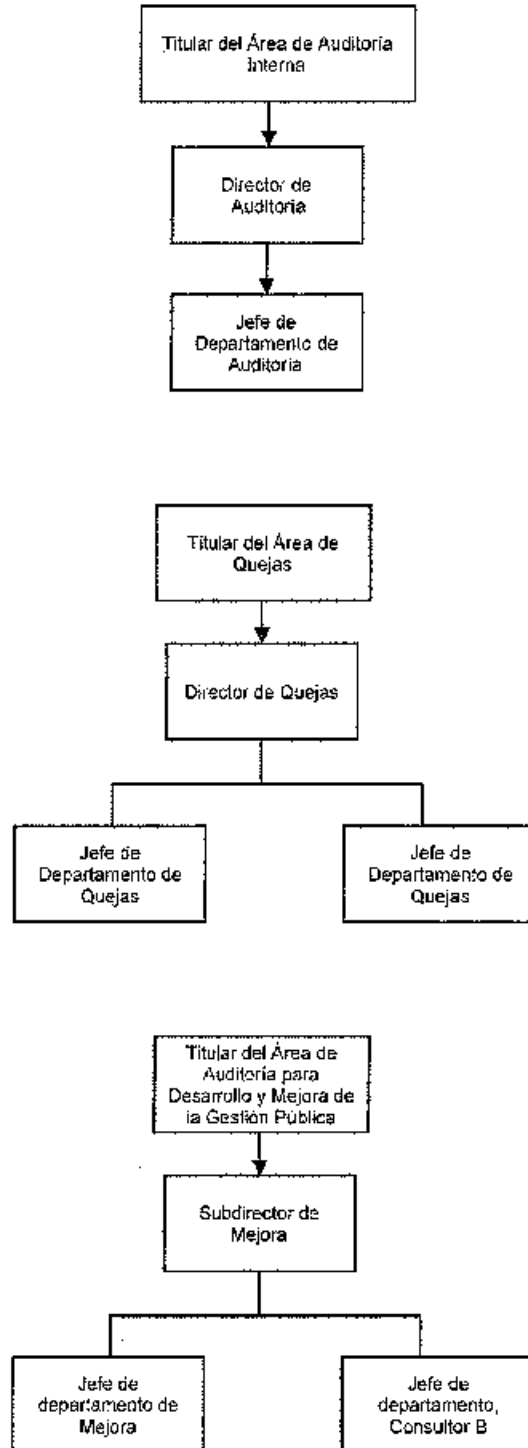 Titular del Área de Auditoría
Interna
Director de
Auditoria
Jefe de
Departamento de
Auditoria
Titular del Área de
Quejas
Director de Quejas
Jefe de
Departamento de
Quejas
Jefe de
Departamento de
Quejas
Titular del Área de
Auditoría para
Desarrollo y Mejora de
la Gestión Pública
Subdirector de
Mejora
Jefe de
departamento de
Mejora
Jefe de
departamento,
Consultor B